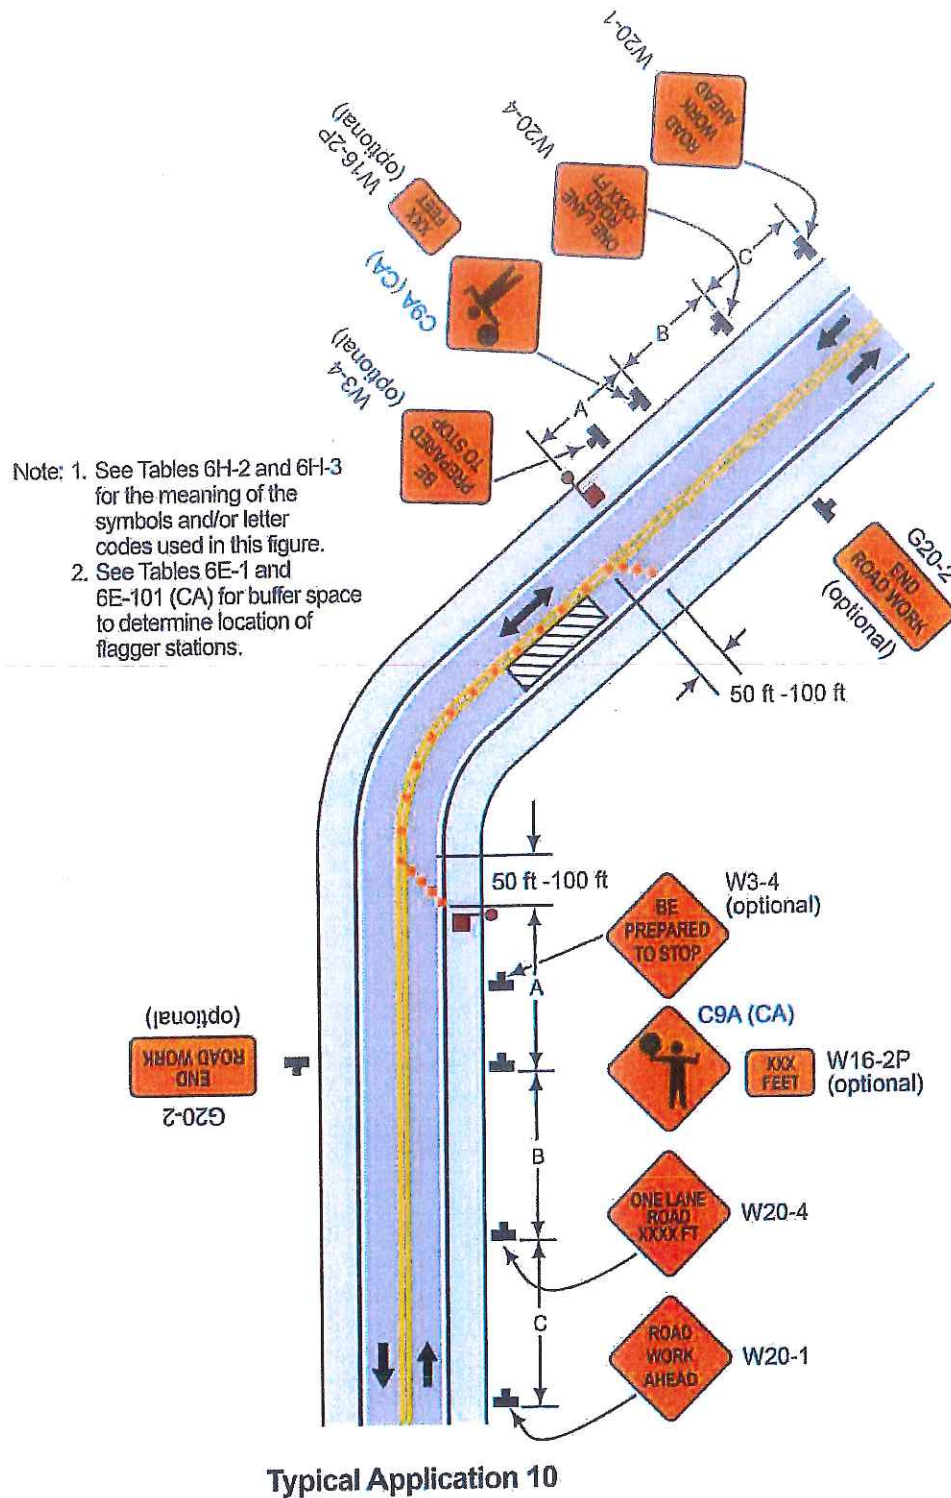 W20-1
ROAD
WORK
AHEAD
W20-4
ONE LANE
ROAD
XXXX FT
W16-2P
(optional)
XXX
FEET
C9A (CA)
W3-4
(optional)
BE
PREPARED
TO STOP
C
B
A
Note: 1. See Tables 6H-2 and 6H-3
for the meaning of the
symbols and/or letter
codes used in this figure.
2. See Tables 6E-1 and
6E-101 (CA) for buffer space
to determine location of
flagger stations.
G20-2
END
ROAD WORK
(optional)
50 ft -100 ft
50 ft -100 ft
W3-4
(optional)
BE
PREPARED
TO STOP
A
C9A (CA)
XXX
FEET
W16-2P
(optional)
G20-2
END
ROAD WORK
(optional)
B
ONE LANE
ROAD
XXXX FT
W20-4
C
ROAD
WORK
AHEAD
W20-1
Typical Application 10